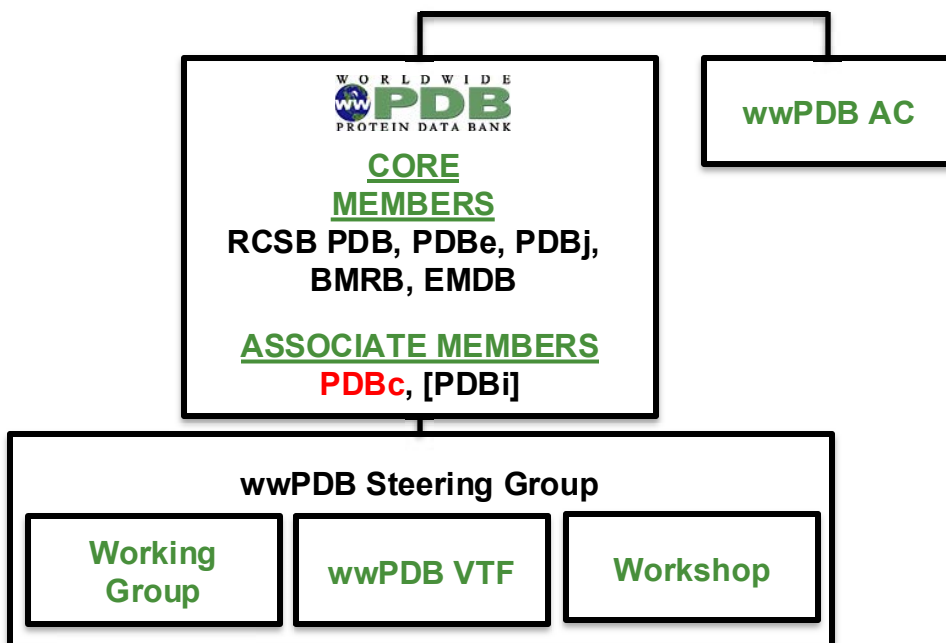 WORLDWIDE
ww PDB
PROTEIN DATA BANK
wwPDB AC
CORE
MEMBERS
RCSB PDB, PDBe, PDBj,
BMRB, EMDB
ASSOCIATE MEMBERS
PDBc, [PDBi]
wwPDB Steering Group
Working
Group
wwPDB VTF
Workshop